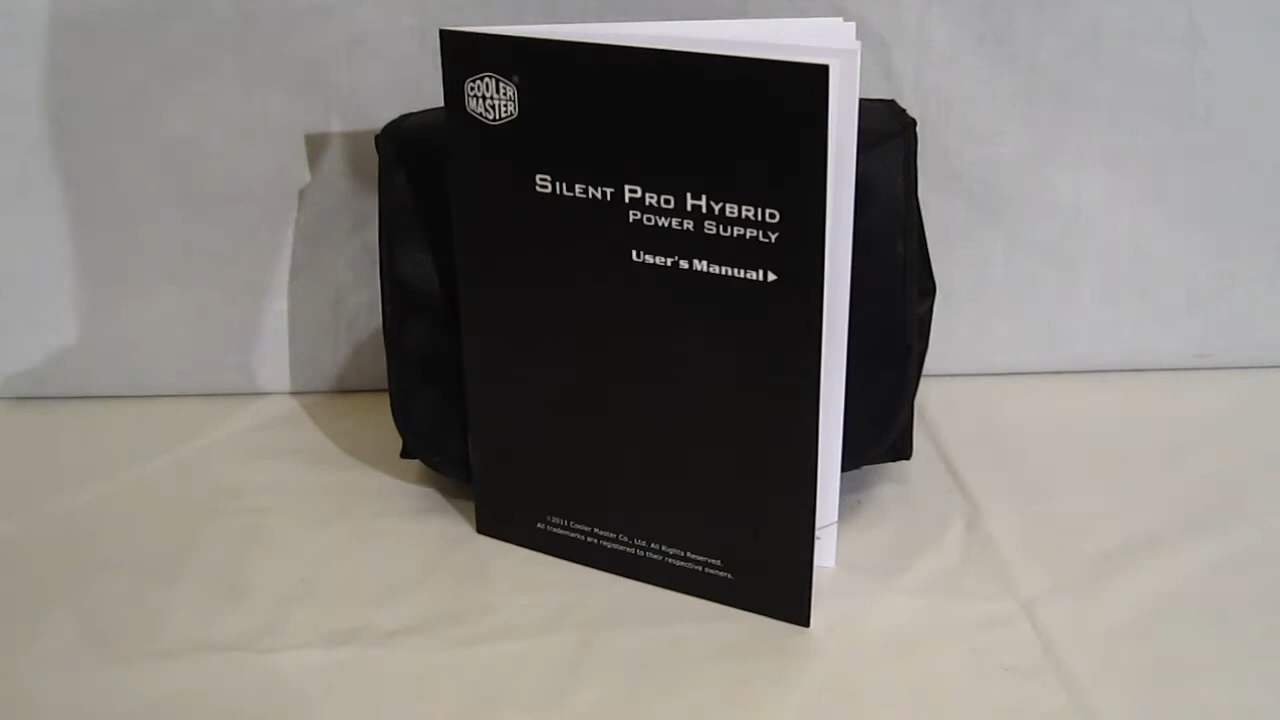 COOLER
MASTER
®
SILENT PRO HYBRID
POWER SUPPLY
User's Manual▶
©2011 Cooler Master Co., Ltd. All Rights Reserved.
All trademarks are registered to their respective owners.